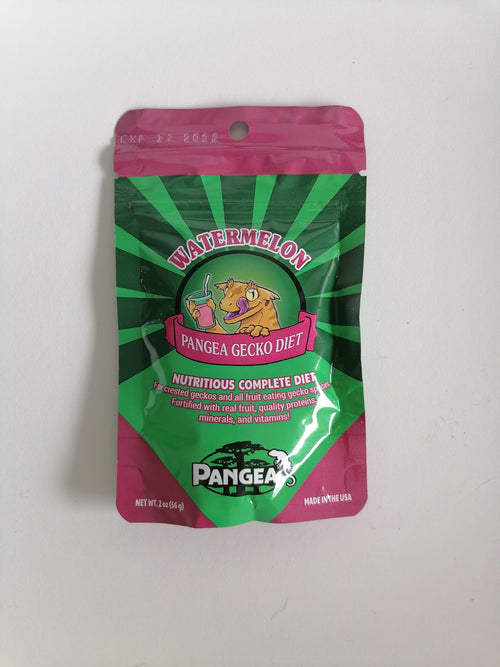 EXP 12 2022
WATERMELON
PANGEA GECKO DIET
NUTRITIOUS COMPLETE DIET
For crested geckos and all fruit eating gecko
Fortified with real fruit, quality proteins,
minerals, and vitamins!
PANGEA
NET WT. 2 oz (56 g)
MADE IN THE USA